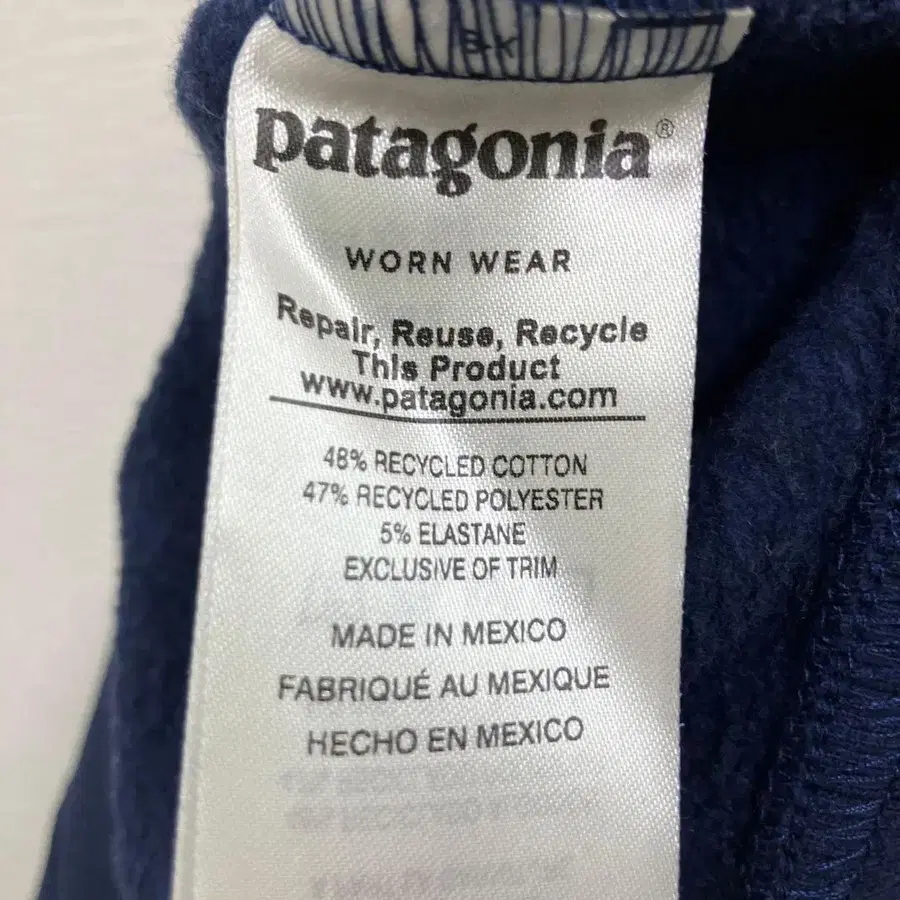 patagonia®
WORN WEAR
Repair, Reuse, Recycle
This Product
www.patagonia.com
48% RECYCLED COTTON
47% RECYCLED POLYESTER
5% ELASTANE
EXCLUSIVE OF TRIM
MADE IN MEXICO
FABRIQUÉ AU MEXIQUE
HECHO EN MEXICO